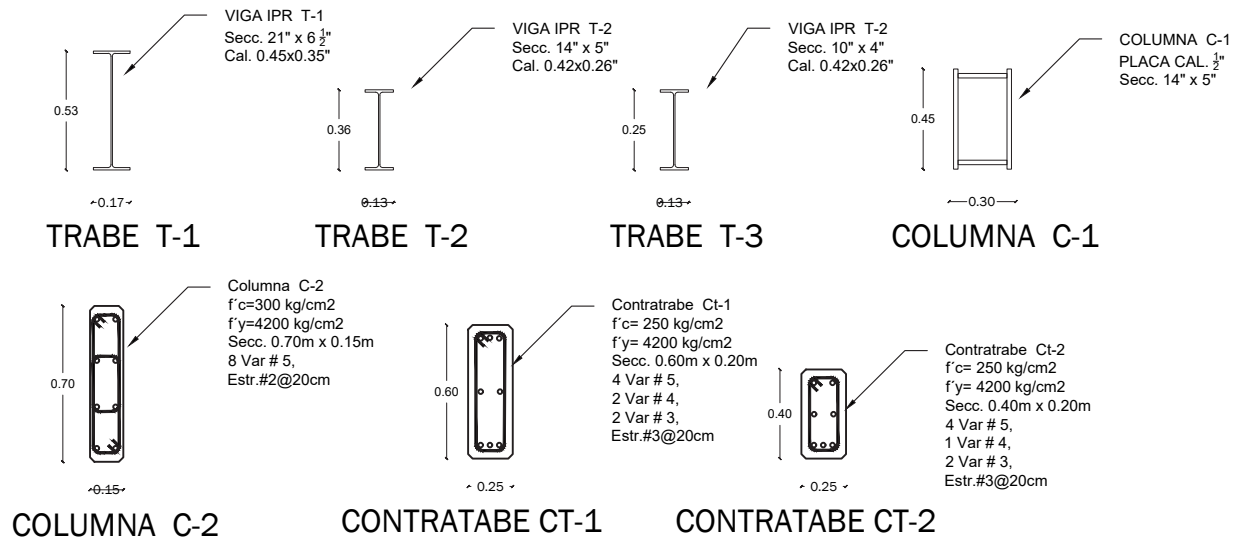 VIGA IPR T-1
Secc. 21" x 6 ½"
Cal. 0.45x0.35"
0.53
0.17
TRABE T-1
VIGA IPR T-2
Secc. 14" x 5"
Cal. 0.42x0.26"
0.36
0.13
TRABE T-2
VIGA IPR T-2
Secc. 10" x 4"
Cal. 0.42x0.26"
0.25
0.13
TRABE T-3
COLUMNA C-1
PLACA CAL. ½"
Secc. 14" x 5"
0.45
0.30
COLUMNA C-1
Columna C-2
f´c=300 kg/cm2
f´y=4200 kg/cm2
Secc. 0.70m x 0.15m
8 Var # 5,
Estr.#2@20cm
0.70
0.15
COLUMNA C-2
Contratrabe Ct-1
f´c= 250 kg/cm2
f´y= 4200 kg/cm2
Secc. 0.60m x 0.20m
4 Var # 5,
2 Var # 4,
2 Var # 3,
Estr.#3@20cm
0.60
0.25
CONTRATABE CT-1
Contratrabe Ct-2
f´c= 250 kg/cm2
f´y= 4200 kg/cm2
Secc. 0.40m x 0.20m
4 Var # 5,
1 Var # 4,
2 Var # 3,
Estr.#3@20cm
0.40
0.25
CONTRATABE CT-2